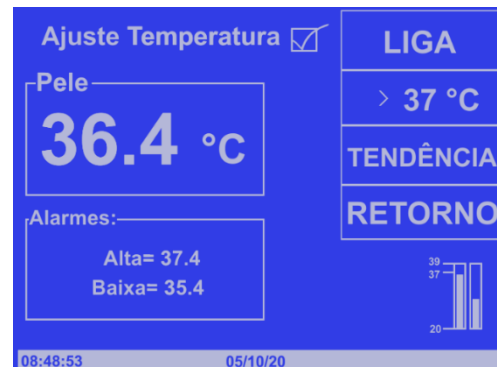 Ajuste Temperatura
Pele
36.4 °C
Alarmes:
Alta= 37.4
Baixa= 35.4
LIGA
> 37 °C
TENDÊNCIA
RETORNO
39
37
20
08:48:53 05/10/20